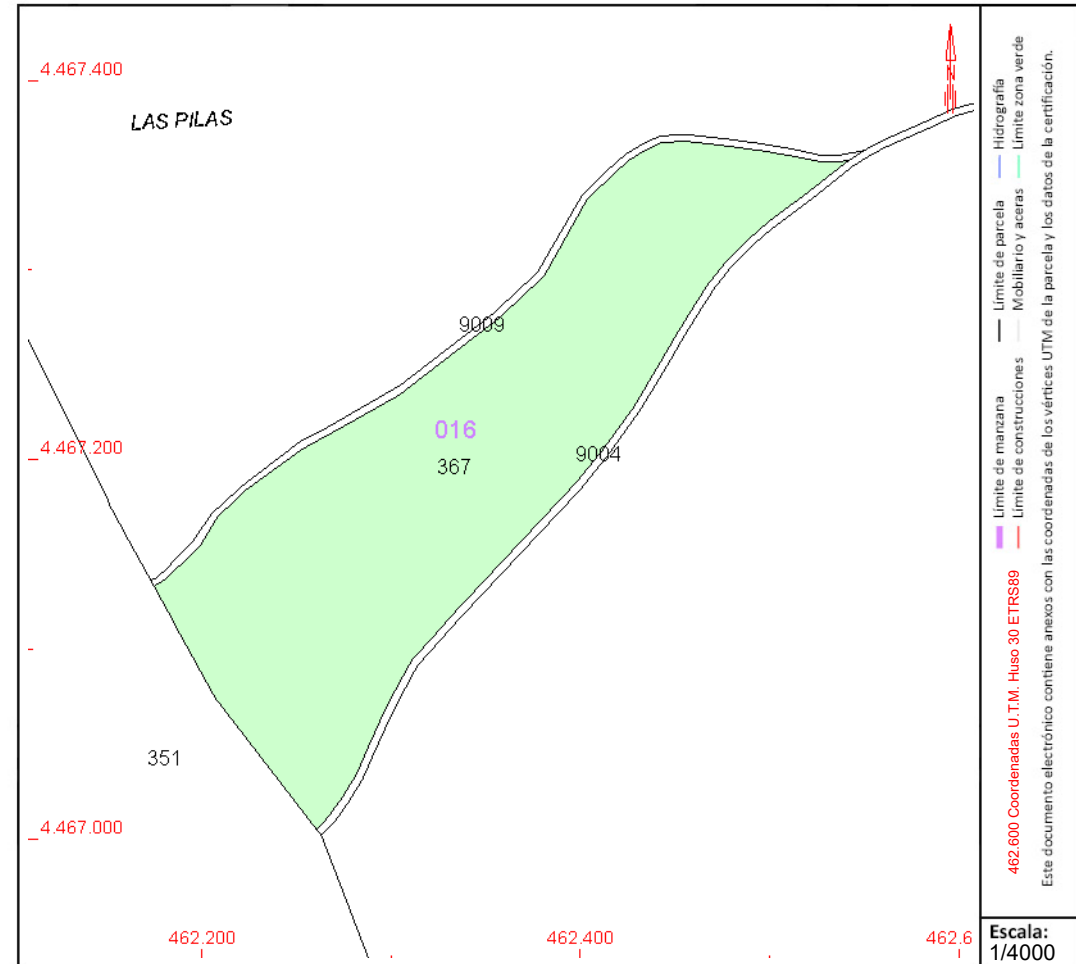 4.467.400
LAS PILAS
9009
016
4.467.200
9004
367
351
4.467.000
462.200
462.400
462.6
N
Hidrografía
Límite zona verde
Límite de parcela
Mobiliario y aceras
Límite de manzana
Límite de construcciones
462.600 Coordenadas U.T.M. Huso 30 ETRS89
Este documento electrónico contiene anexos con las coordenadas de los vértices UTM de la parcela y los datos de la certificación.
Escala:
1/4000